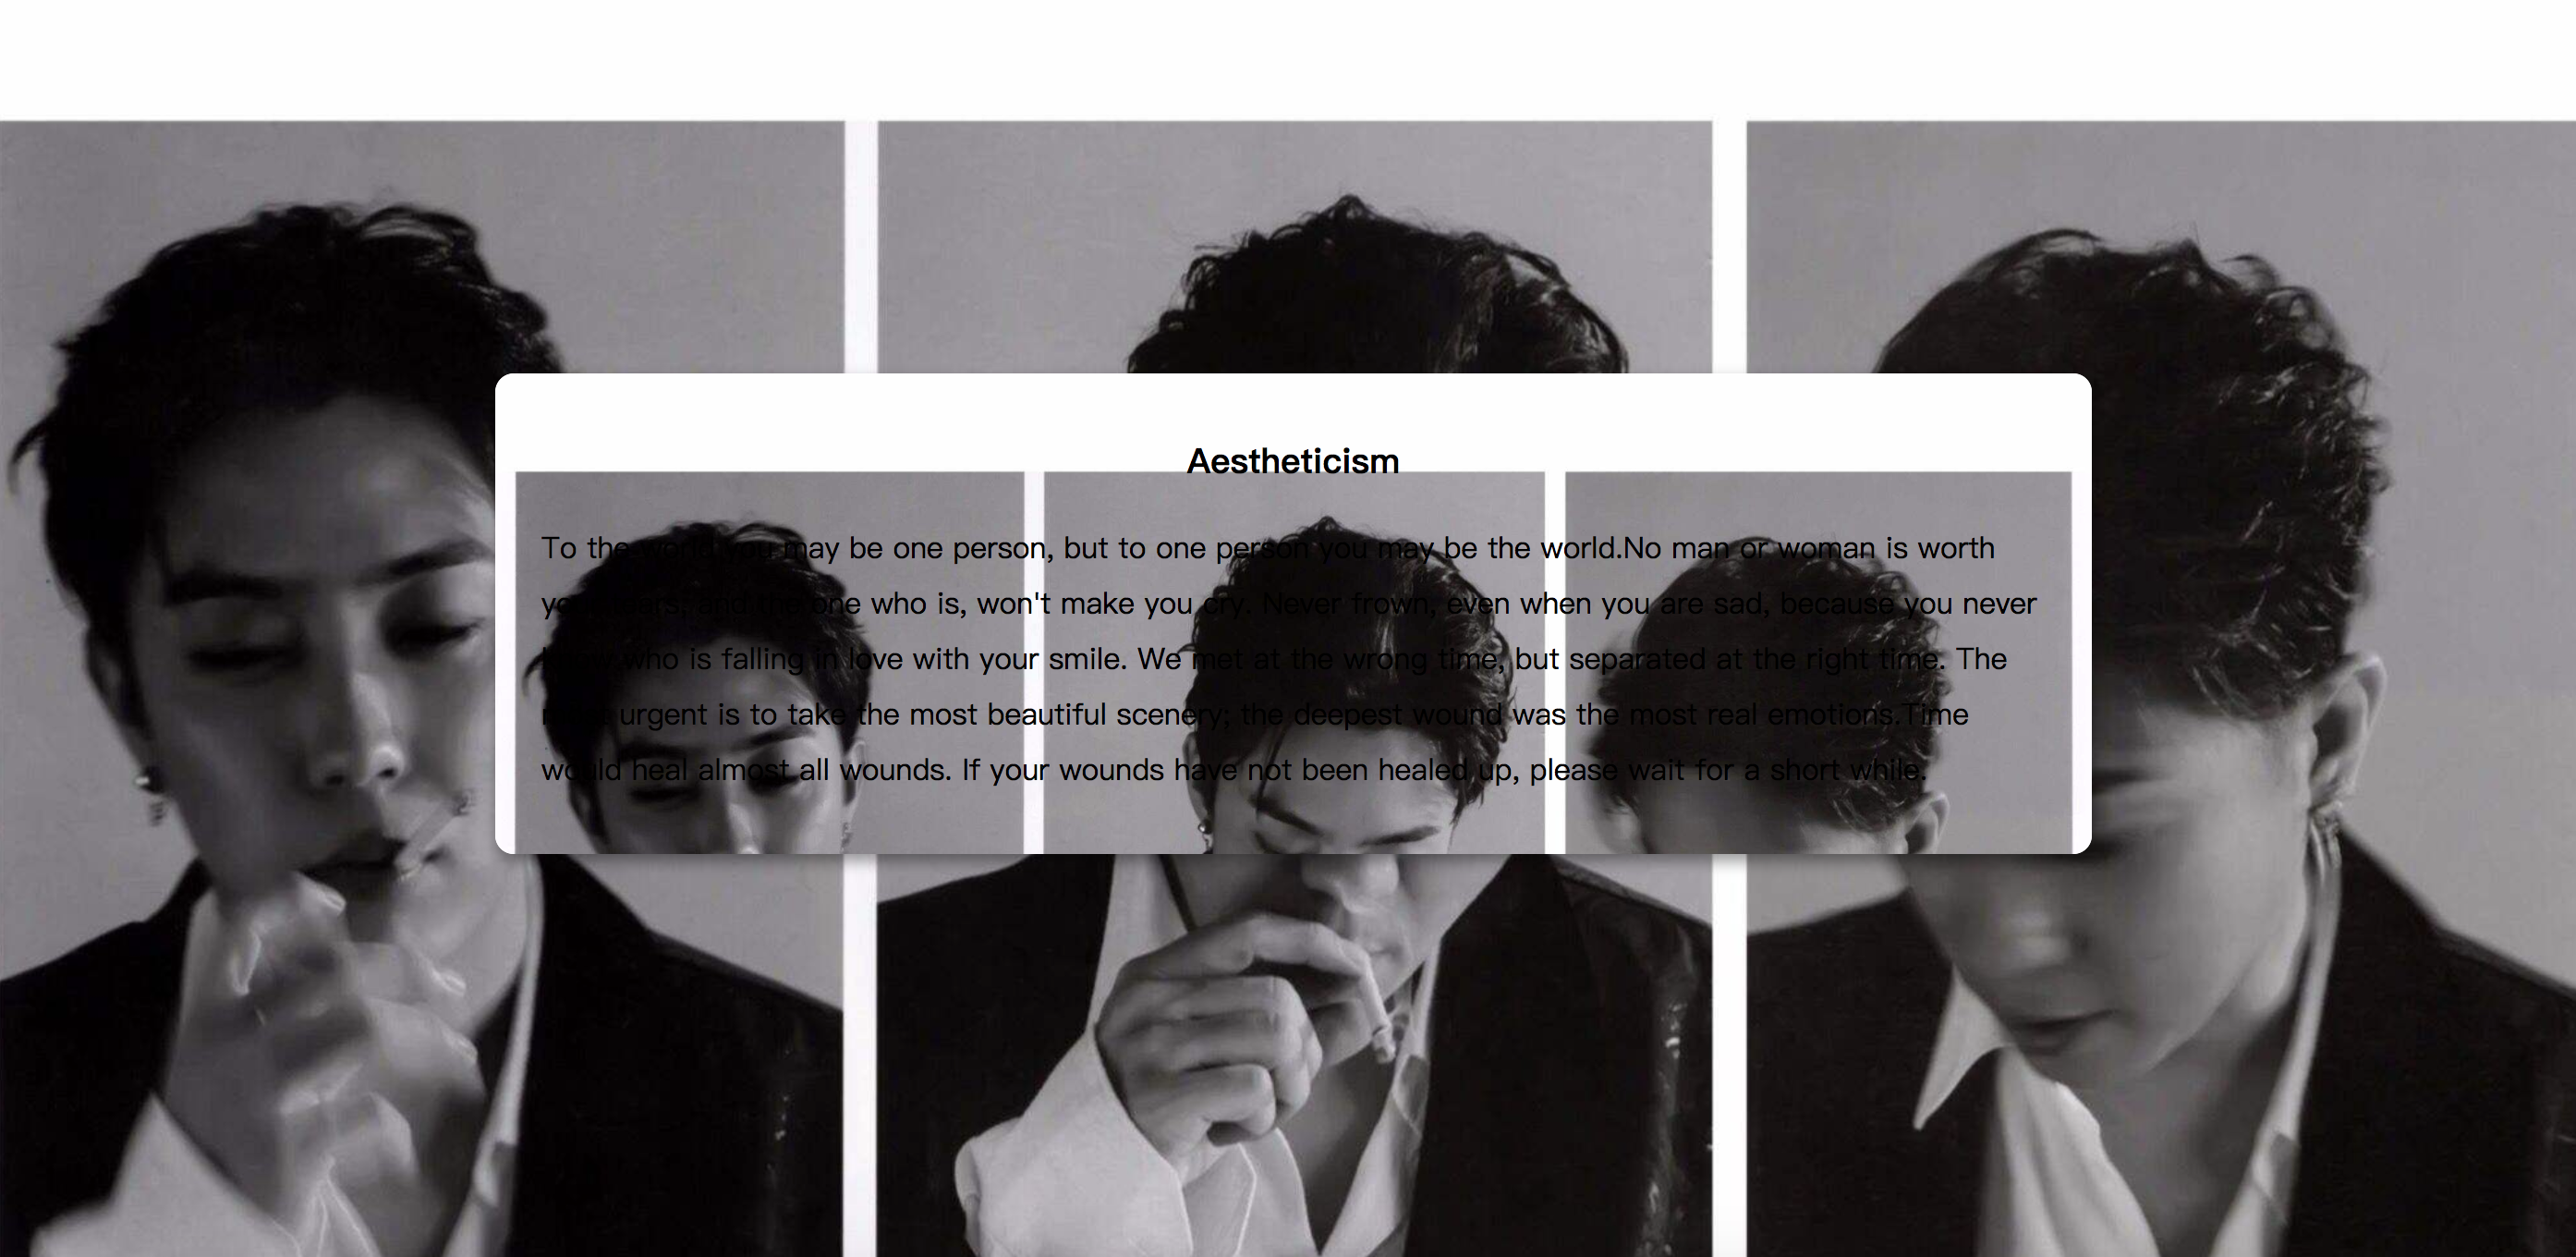 Aestheticism
To the world you may be one person, but to one person you may be the world.No man or woman is worth
your tears, and the one who is, won't make you cry. Never frown, even when you are sad, because you never
who is falling in love with your smile. We met at the wrong time, but separated at the right time. The
urgent is to take the most beautiful scenery; the deepest wound was the most real emotions.Time
would heal almost all wounds. If your wounds have not been healed up, please wait for a short while.